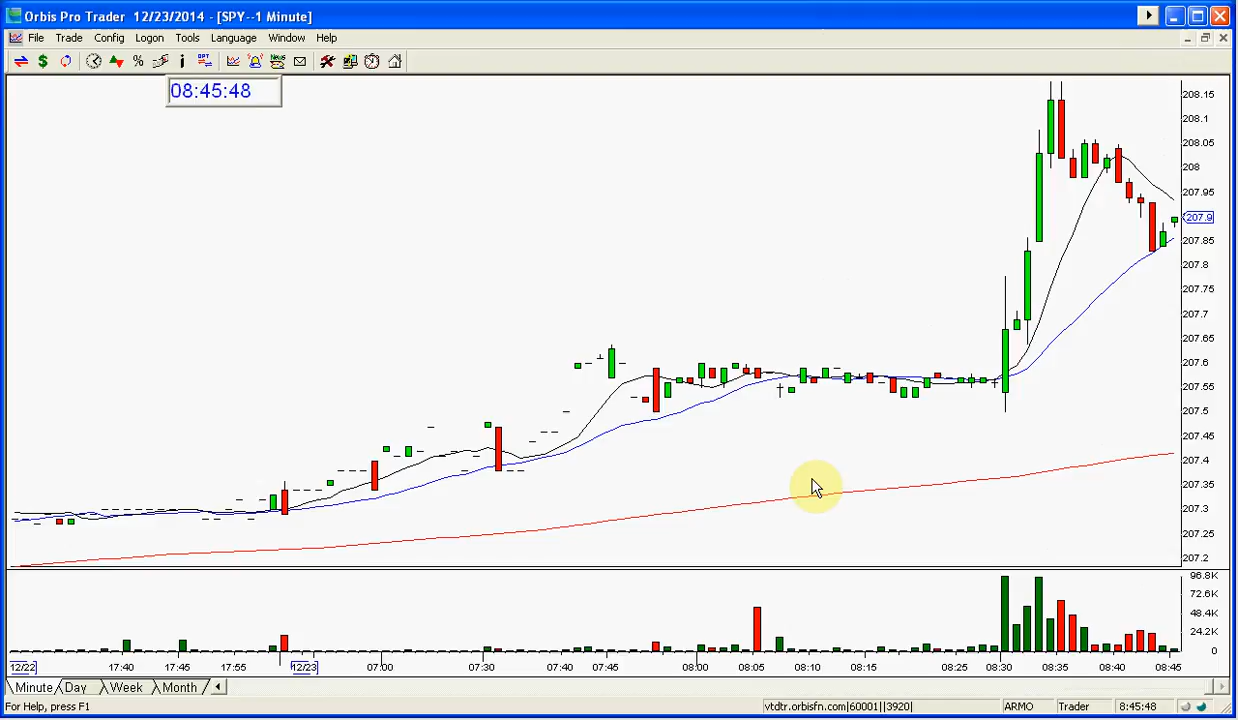 Orbis Pro Trader 12/23/2014 - [SPY--1 Minute]
File Trade Config Logon Tools Language Window Help
$ % i OPT News
08:45:48
208.15
208.1
208.05
208
207.95
207.9
207.85
207.8
207.75
207.7
207.65
207.6
207.55
207.5
207.45
207.4
207.35
207.3
207.25
207.2
96.8K
72.6K
48.4K
24.2K
0
12/22 17:40 17:45 17:55 12/23 07:00 07:30 07:40 07:45 08:00 08:05 08:10 08:15 08:25 08:30 08:35 08:40 08:45
Minute Day Week Month
For Help, press F1 vtdtr.orbisfn.com|60001||3920| ARMO Trader 8:45:48